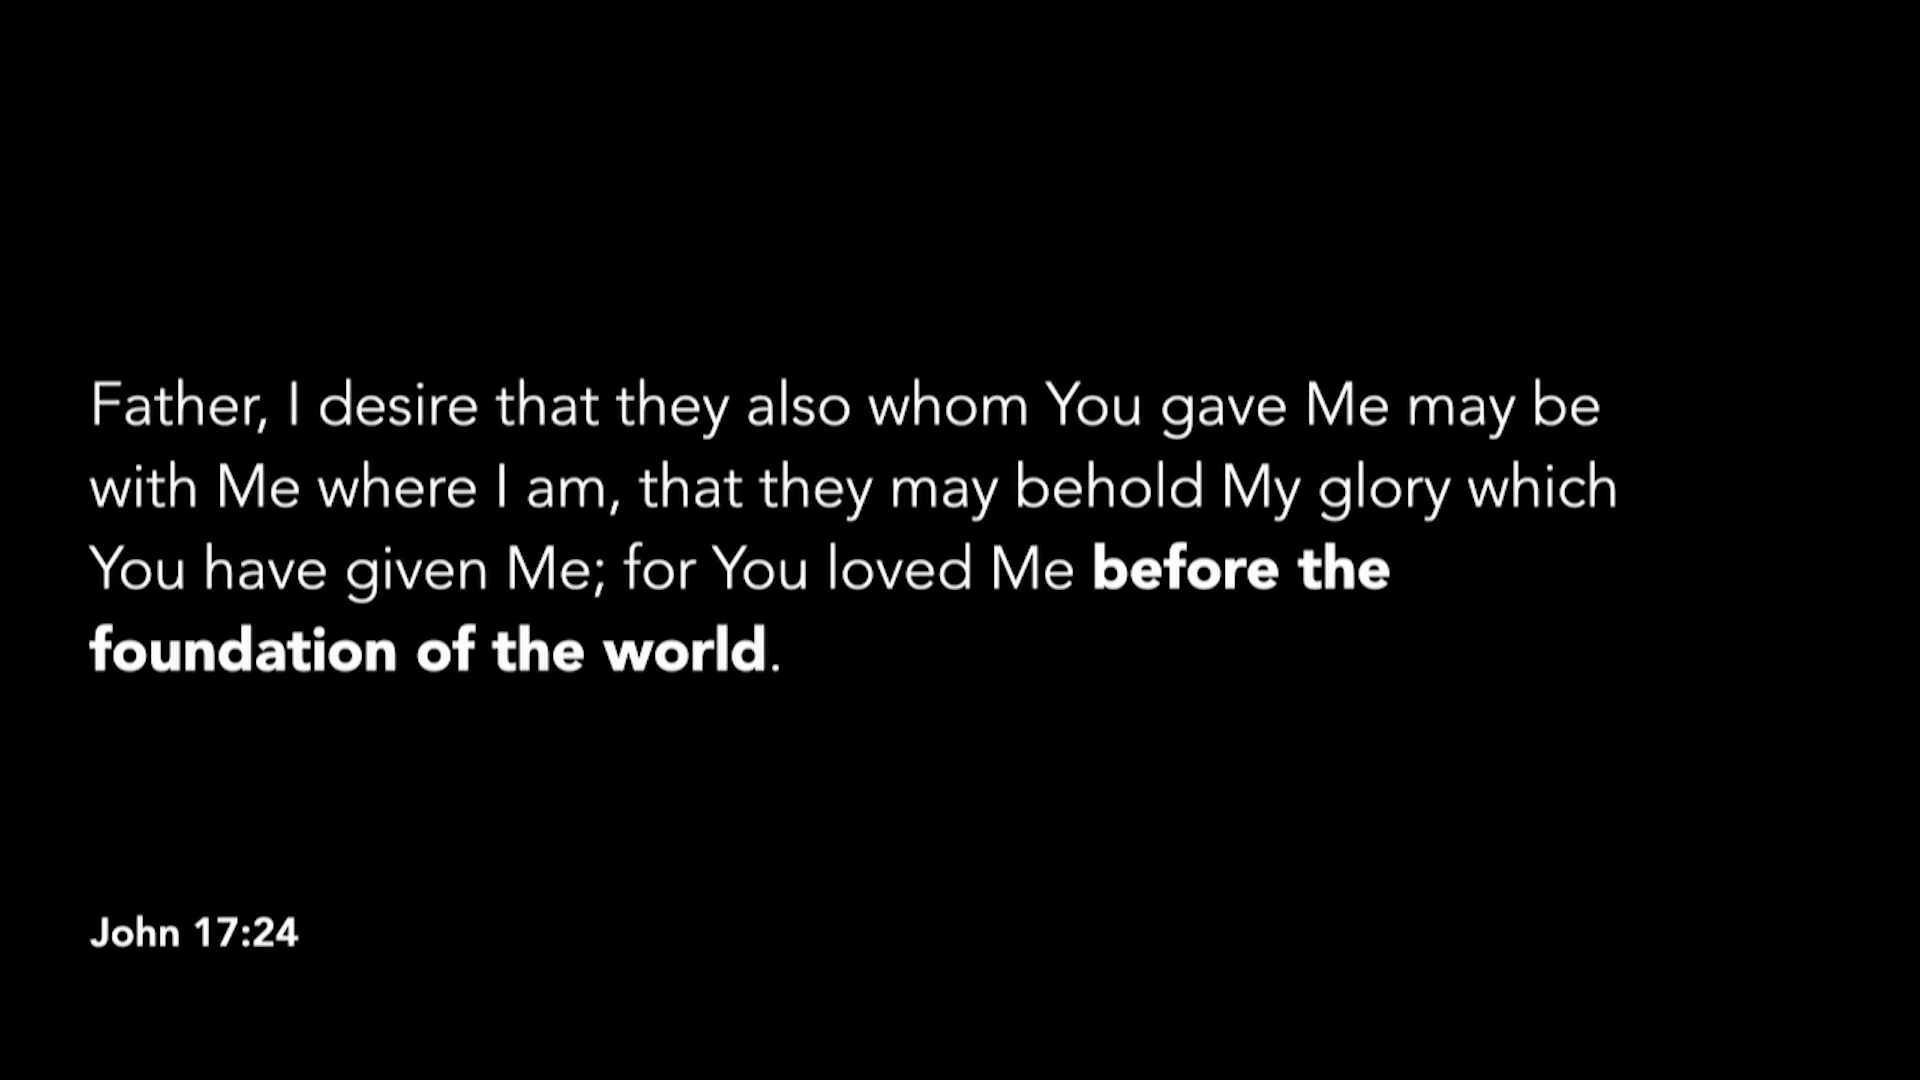 Father, I desire that they also whom You gave Me may be
with Me where I am, that they may behold My glory which
You have given Me; for You loved Me before the
foundation of the world.
John 17:24